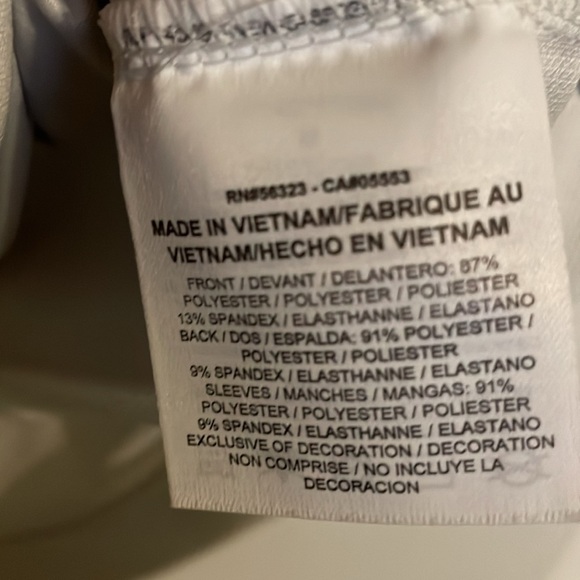 RN#56323 - CA#05553
MADE IN VIETNAM/FABRIQUE AU
VIETNAM/HECHO EN VIETNAM
FRONT / DEVANT / DELANTERO: 87%
POLYESTER / POLYESTER / POLIESTER
13% SPANDEX / ELASTHANNE / ELASTANO
BACK / DOS / ESPALDA: 91% POLYESTER /
POLYESTER / POLIESTER
9% SPANDEX / ELASTHANNE / ELASTANO
SLEEVES / MANCHES / MANGAS: 91%
POLYESTER / POLYESTER / POLIESTER
9% SPANDEX / ELASTHANNE / ELASTANO
EXCLUSIVE OF DECORATION / DECORATION
NON COMPRISE / NO INCLUYE LA
DECORACION